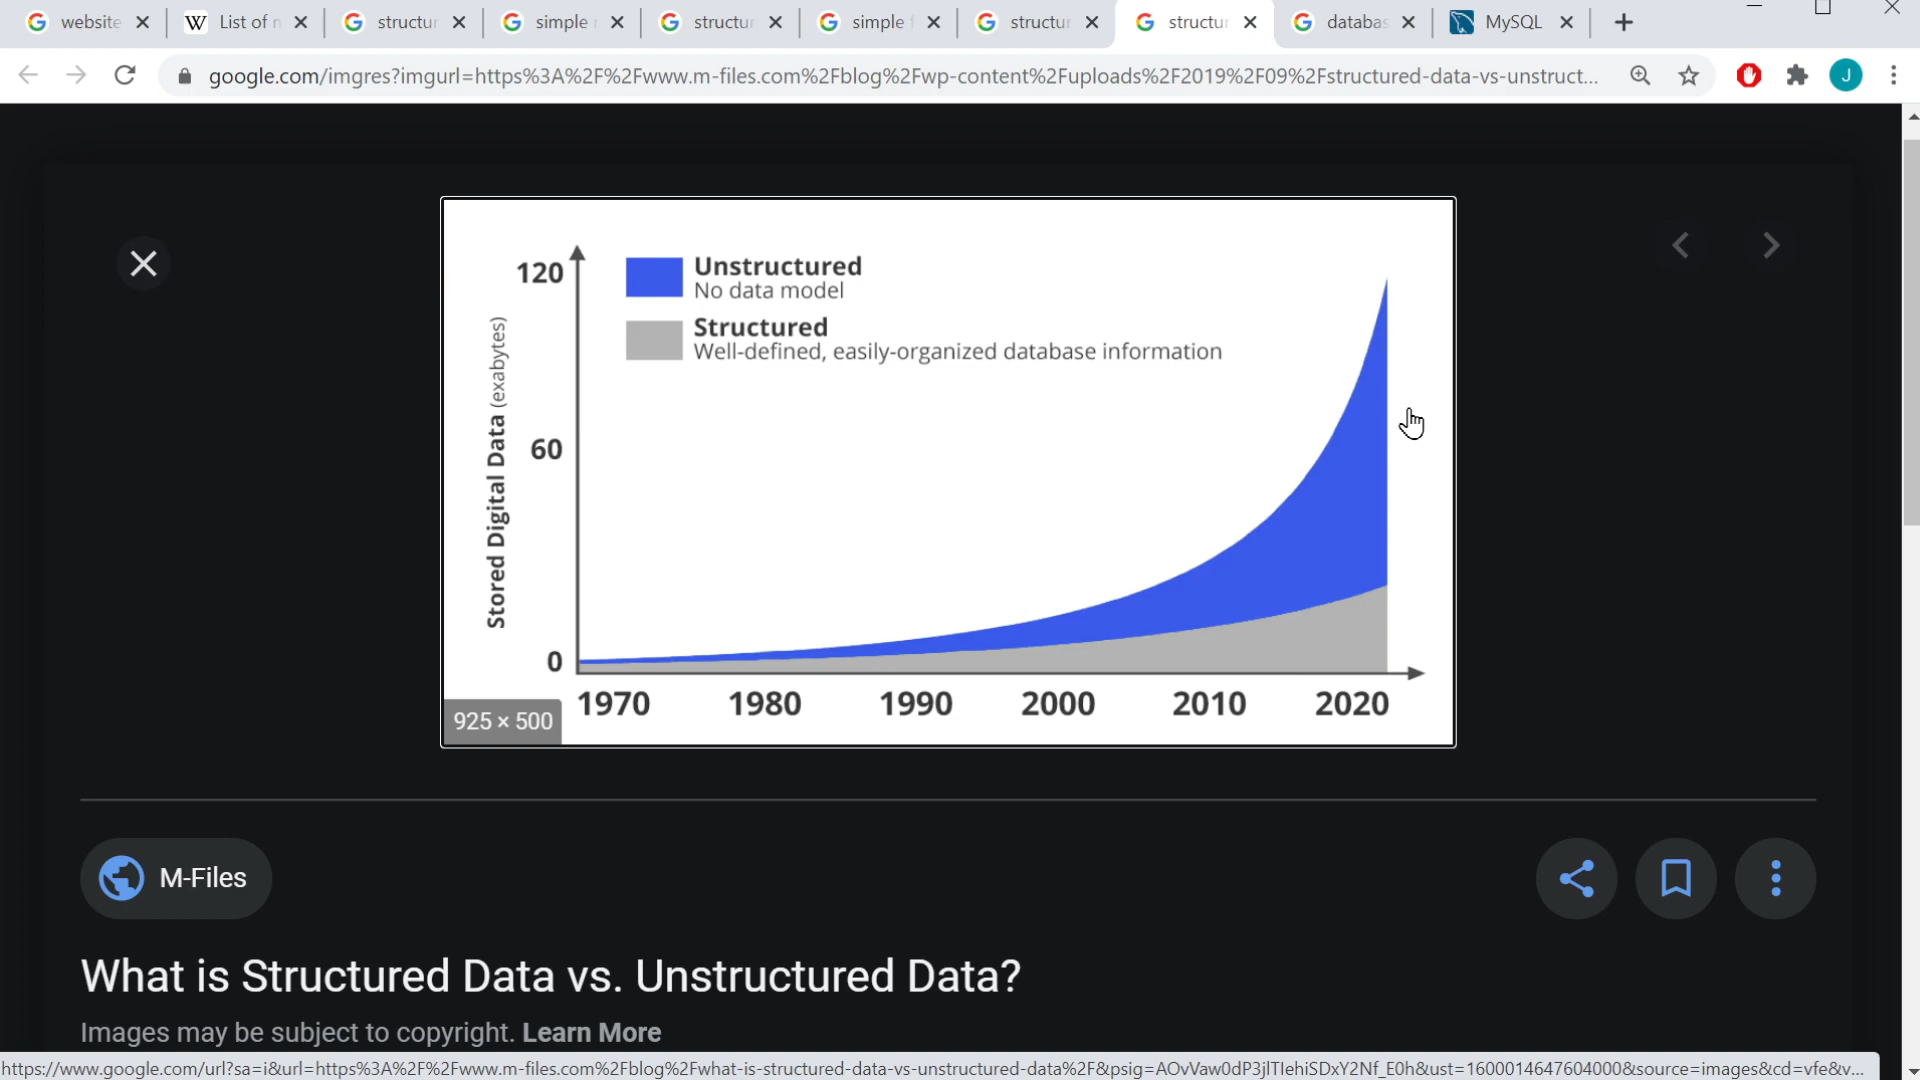 website
List of n
structur
simple
structur
simple f
structur
structur
databas
MySQL
google.com/imgres?imgurl=https%3A%2F%2Fwww.m-files.com%2Fblog%2Fwp-content%2Fuploads%2F2019%2F09%2Fstructured-data-vs-unstruct...
J
Unstructured
No data model
Structured
Well-defined, easily-organized database information
120
60
0
Stored Digital Data (exabytes)
1970 1980 1990 2000 2010 2020
925 × 500
M-Files
What is Structured Data vs. Unstructured Data?
Images may be subject to copyright. Learn More
https://www.google.com/url?sa=i&url=https%3A%2F%2Fwww.m-files.com%2Fblog%2Fwhat-is-structured-data-vs-unstructured-data%2F&psig=AOvVaw0dP3jlTlehiSDxY2Nf_E0h&ust=1600014647604000&source=images&cd=vfe&v...